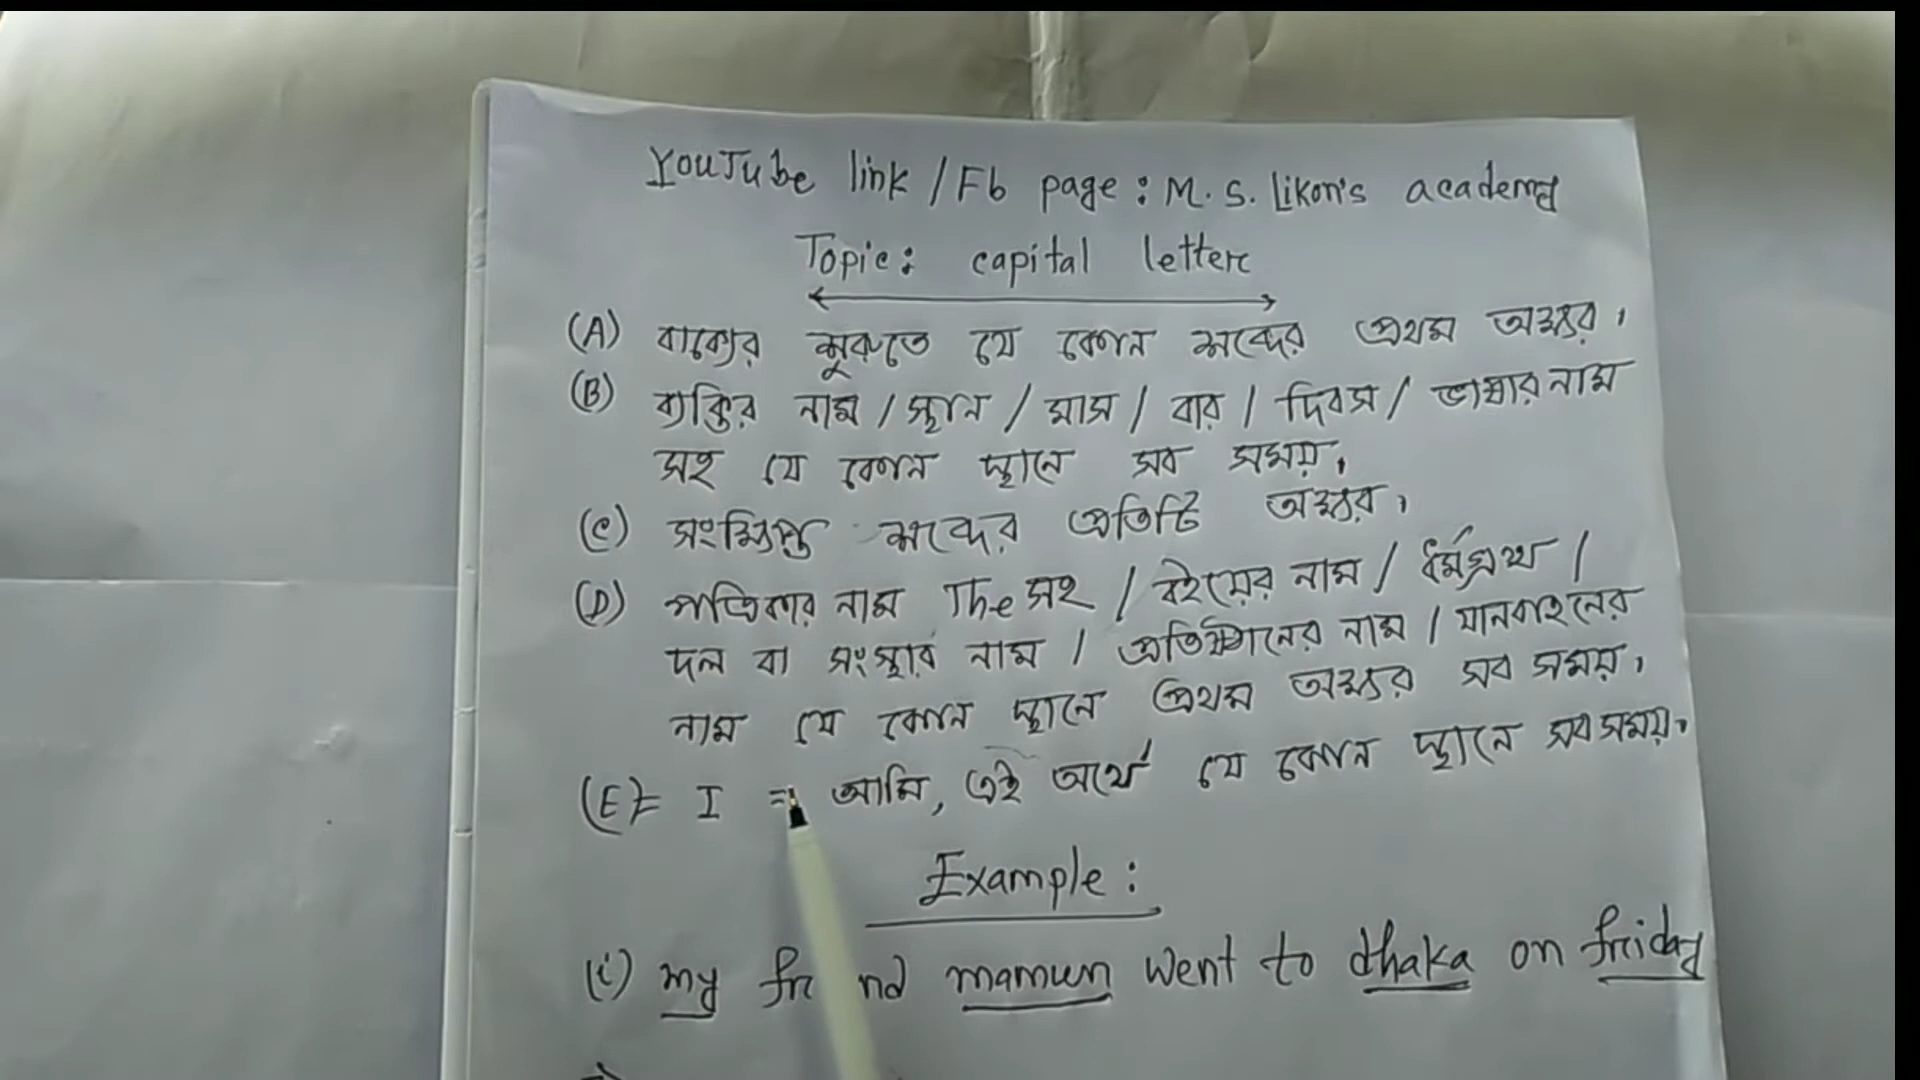 YouTube link / Fb page : M. S. Likon's academy
Topic : capital letter
(A) বাক্যের শুরুতে যে কোন শব্দের প্রথম অক্ষর।
(B) ব্যক্তির নাম / স্থান / মাস / বার / দিবস / ভাষার নাম
সহ যে কোন স্থানে সব সময়।
(C) সংক্ষিপ্ত শব্দের প্রতিটি অক্ষর।
(D) পত্রিকার নাম The সহ / বইয়ের নাম / ধর্মগ্রন্থ /
দল বা সংস্থার নাম / প্রতিষ্ঠানের নাম / যানবাহনের
নাম যে কোন স্থানে প্রথম অক্ষর সব সময়।
(E) = I = আমি, এই অর্থে যে কোন স্থানে সব সময়।
Example :
(i) my fr nd mamun went to dhaka on friday